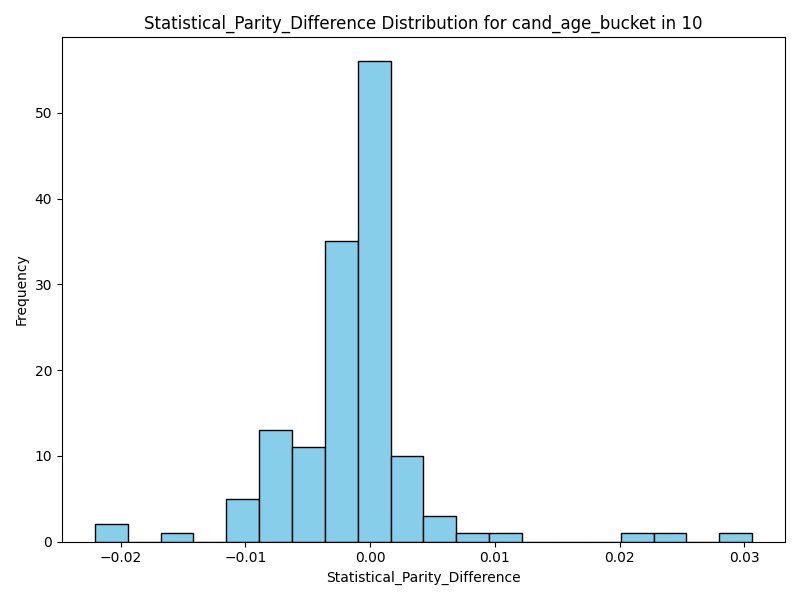 Statistical_Parity_Difference Distribution for cand_age_bucket in 10
Frequency
50
40
30
20
10
0
−0.02 −0.01 0.00 0.01 0.02 0.03
Statistical_Parity_Difference